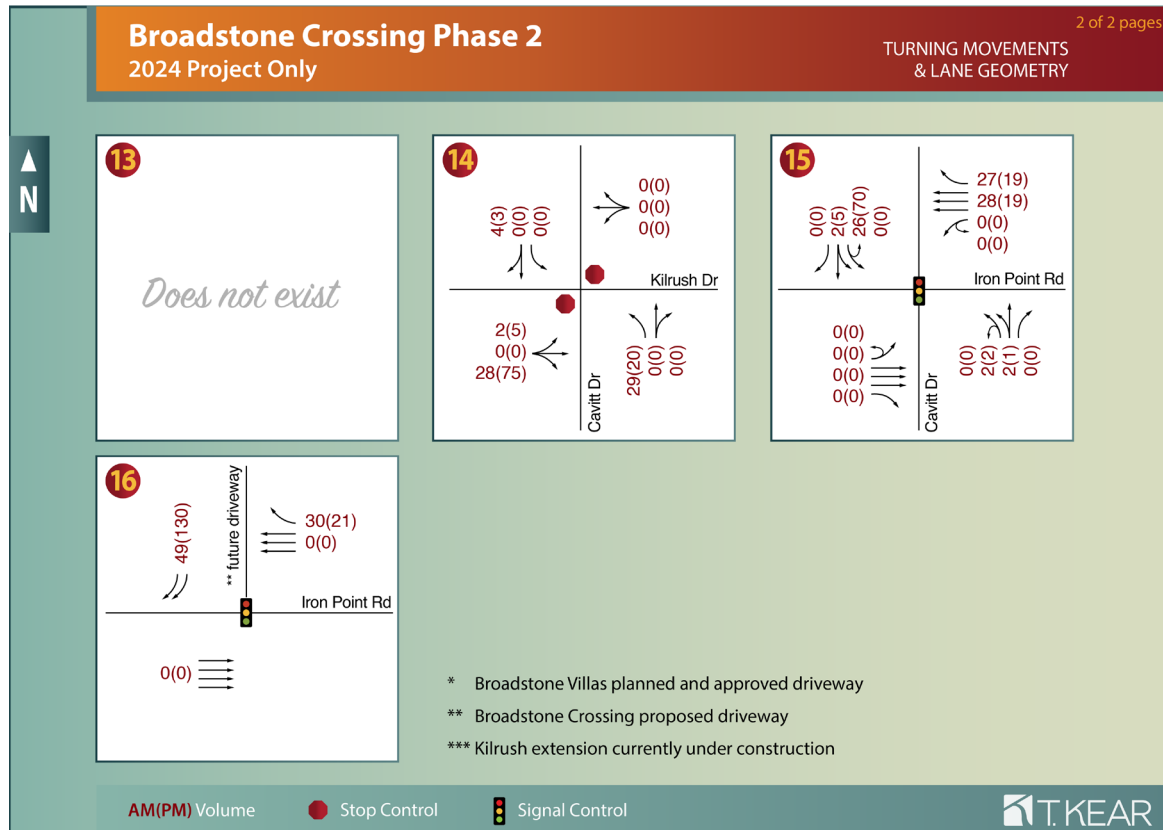 2 of 2 pages
Broadstone Crossing Phase 2
2024 Project Only
TURNING MOVEMENTS
& LANE GEOMETRY
N
13
Does not exist
14
4(3)
0(0)
0(0)
0(0)
0(0)
0(0)
Kilrush Dr
2(5)
0(0)
28(75)
29(20)
0(0)
0(0)
Cavitt Dr
15
0(0)
2(5)
26(70)
0(0)
27(19)
28(19)
0(0)
0(0)
Iron Point Rd
0(0)
0(0)
0(0)
0(0)
0(0)
2(2)
2(1)
0(0)
Cavitt Dr
16
49(130)
** future driveway
30(21)
0(0)
Iron Point Rd
0(0)
* Broadstone Villas planned and approved driveway
** Broadstone Crossing proposed driveway
*** Kilrush extension currently under construction
AM(PM) Volume
Stop Control
Signal Control
T. KEAR